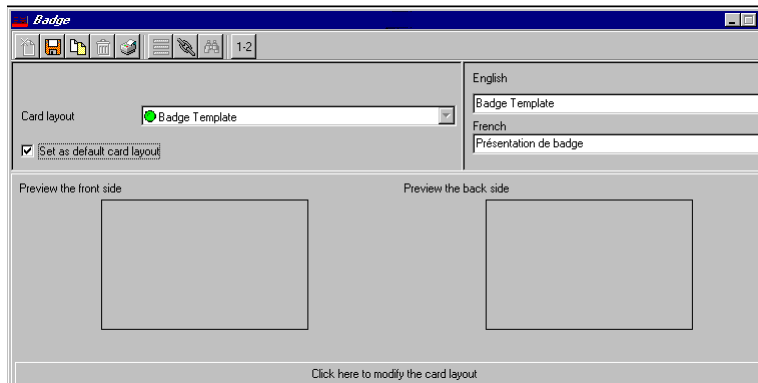 Badge
1-2
English
Badge Template
Card layout
Badge Template
French
Présentation de badge
Set as default card layout
Preview the front side
Preview the back side
Click here to modify the card layout